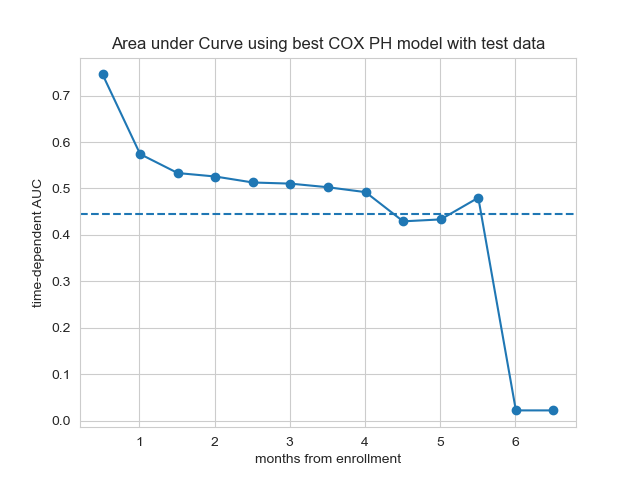 Area under Curve using best COX PH model with test data
time-dependent AUC
0.7
0.6
0.5
0.4
0.3
0.2
0.1
0.0
1 2 3 4 5 6
months from enrollment